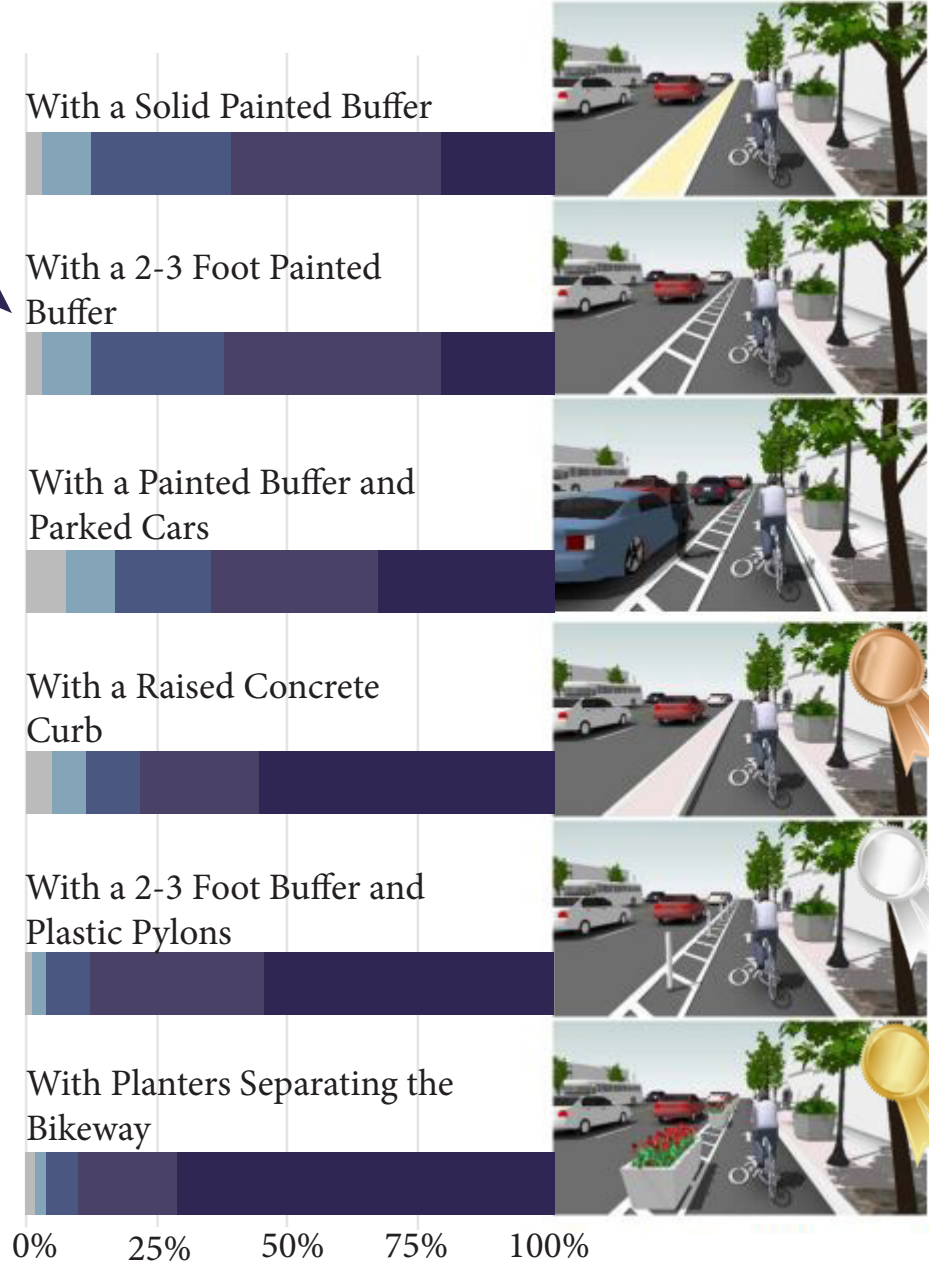 With a Solid Painted Buffer
With a 2-3 Foot Painted
Buffer
With a Painted Buffer and
Parked Cars
With a Raised Concrete
Curb
With a 2-3 Foot Buffer and
Plastic Pylons
With Planters Separating the
Bikeway
0% 25% 50% 75% 100%